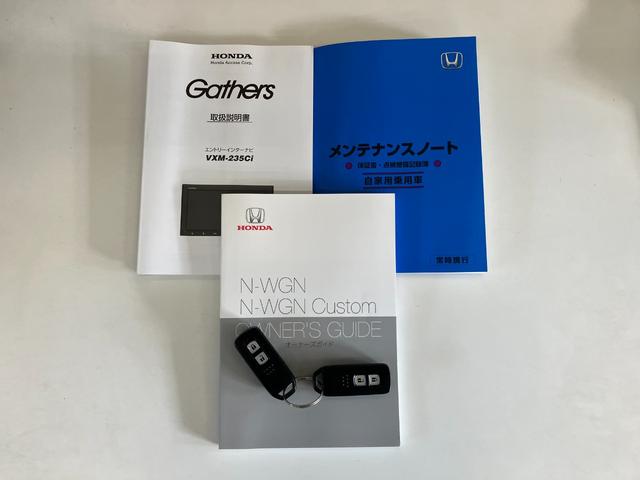 HONDA
Honda Access Corp.
Gathers
取扱説明書
エントリーインターナビ
VXM-235Ci
メンテナンスノート
保証書・点検整備記録簿
自家用乗用車
常時携行
HONDA
N-WGN
N-WGN Custom
OWNER'S GUIDE
オーナーズガイド